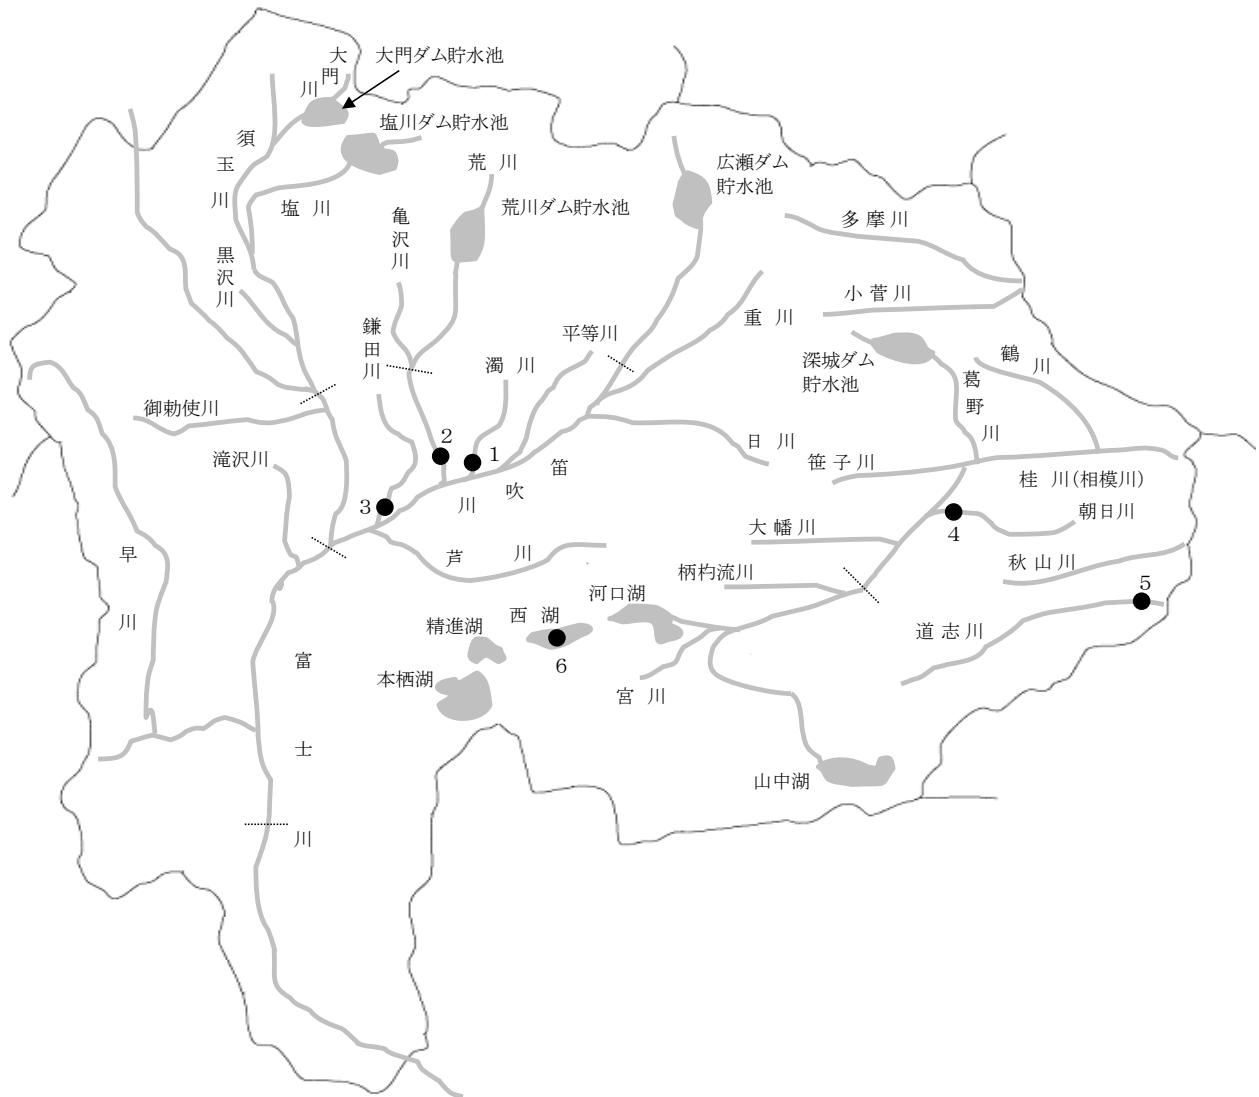 大門川
大門ダム貯水池
須玉川
塩川ダム貯水池
塩川
荒川
荒川ダム貯水池
亀沢川
黒沢川
広瀬ダム
貯水池
多摩川
小菅川
重川
平等川
鎌田川
濁川
深城ダム
貯水池
鶴川
葛野川
御勅使川
滝沢川
2
1
3
笛吹川
日川
笹子川
桂川(相模川)
4
朝日川
大幡川
芦川
早川
柄杓流川
秋山川
5
河口湖
西湖
6
精進湖
本栖湖
道志川
宮川
山中湖
富士川